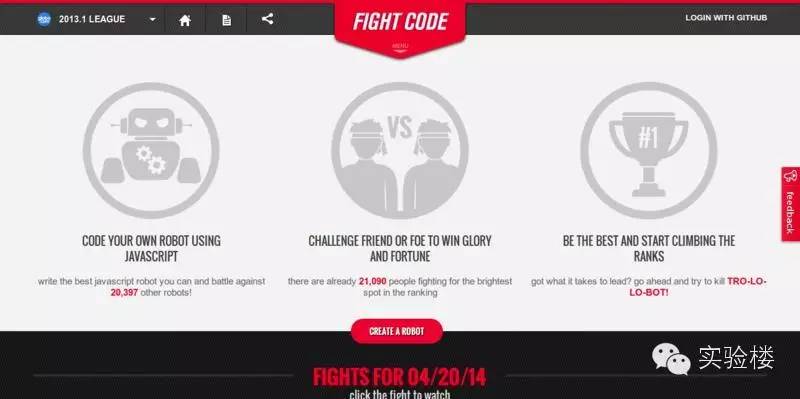 2013.1 LEAGUE
FIGHT CODE
MENU
LOGIN WITH GITHUB
VS
#1
CODE YOUR OWN ROBOT USING
JAVASCRIPT
write the best javascript robot you can and battle against
20,397 other robots!
CHALLENGE FRIEND OR FOE TO WIN GLORY
AND FORTUNE
there are already 21,090 people fighting for the brightest
spot in the ranking
BE THE BEST AND START CLIMBING THE
RANKS
got what it takes to lead? go ahead and try to kill TRO-LO-
LO-BOT!
feedback
CREATE A ROBOT
FIGHTS FOR 04/20/14
click the fight to watch
实验楼